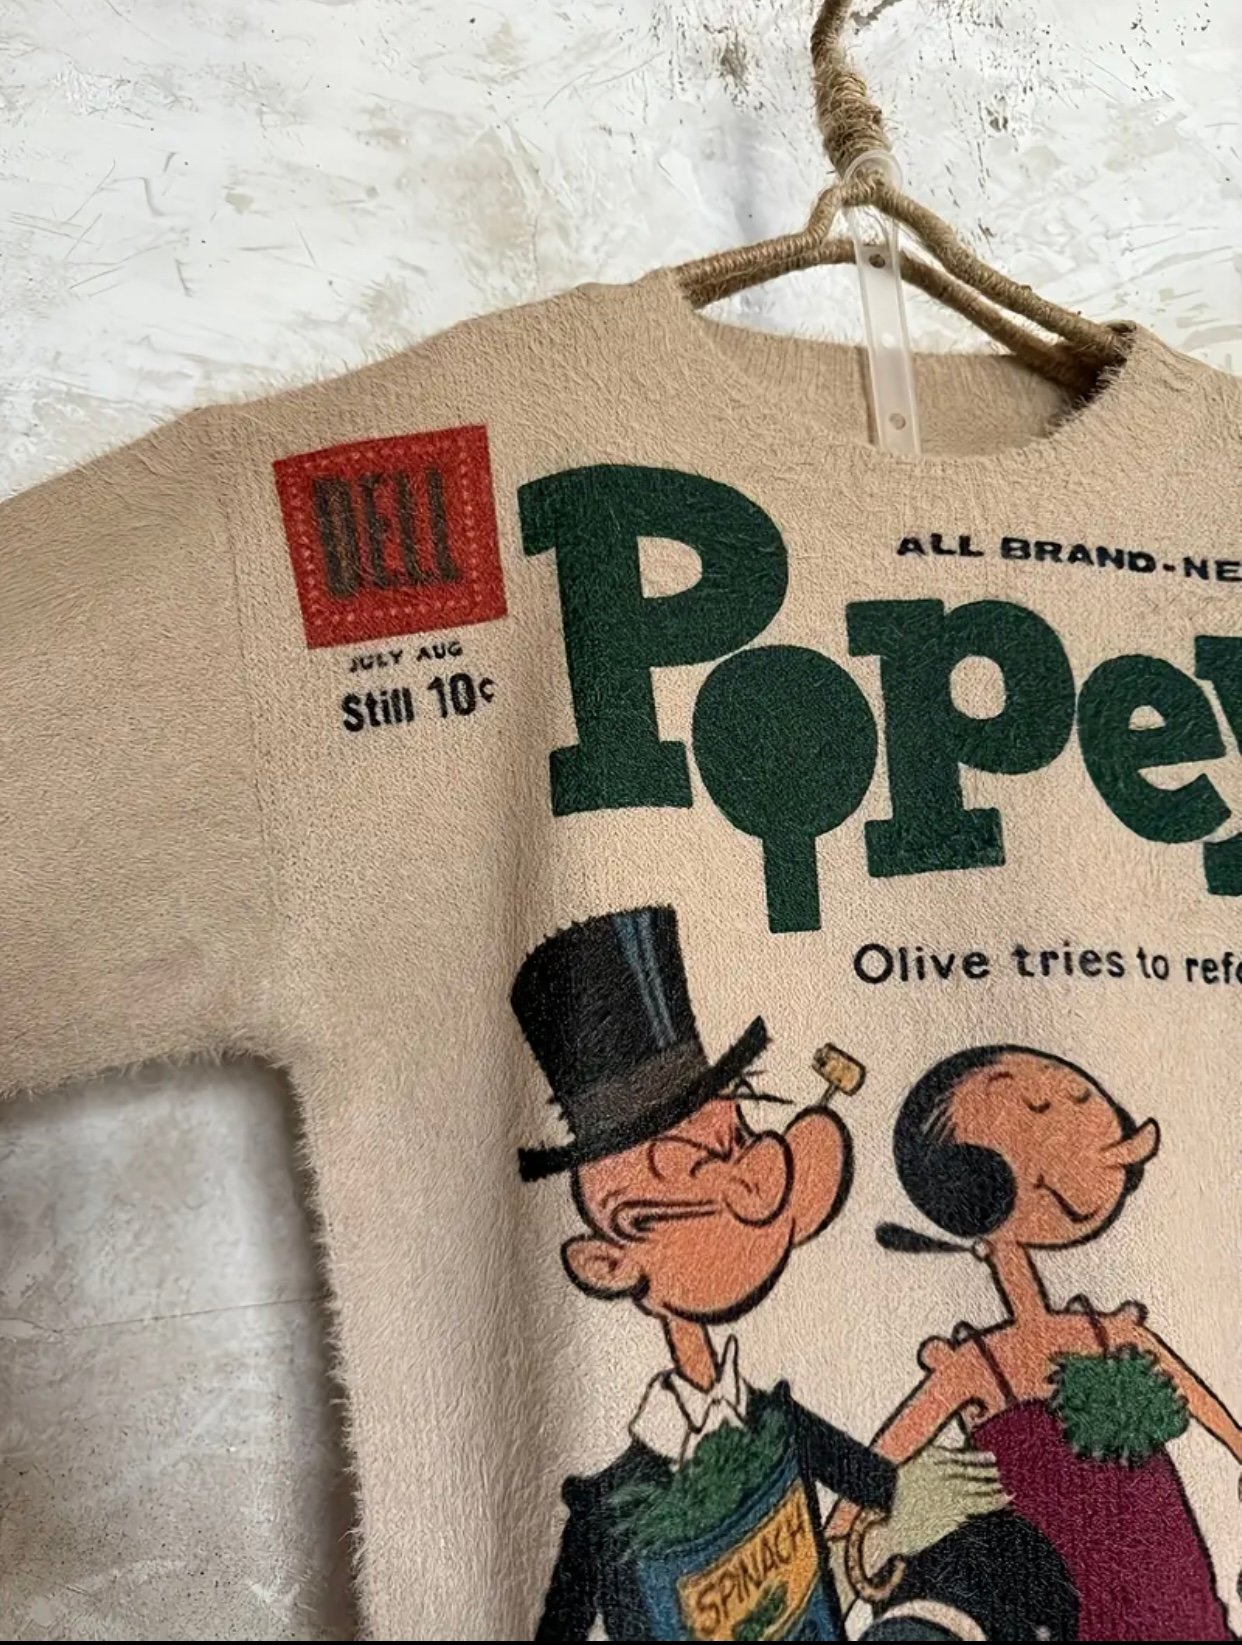 DELL
JULY AUG
Still 10¢
ALL BRAND-NE
Popey
Olive tries to refo
SPINACH